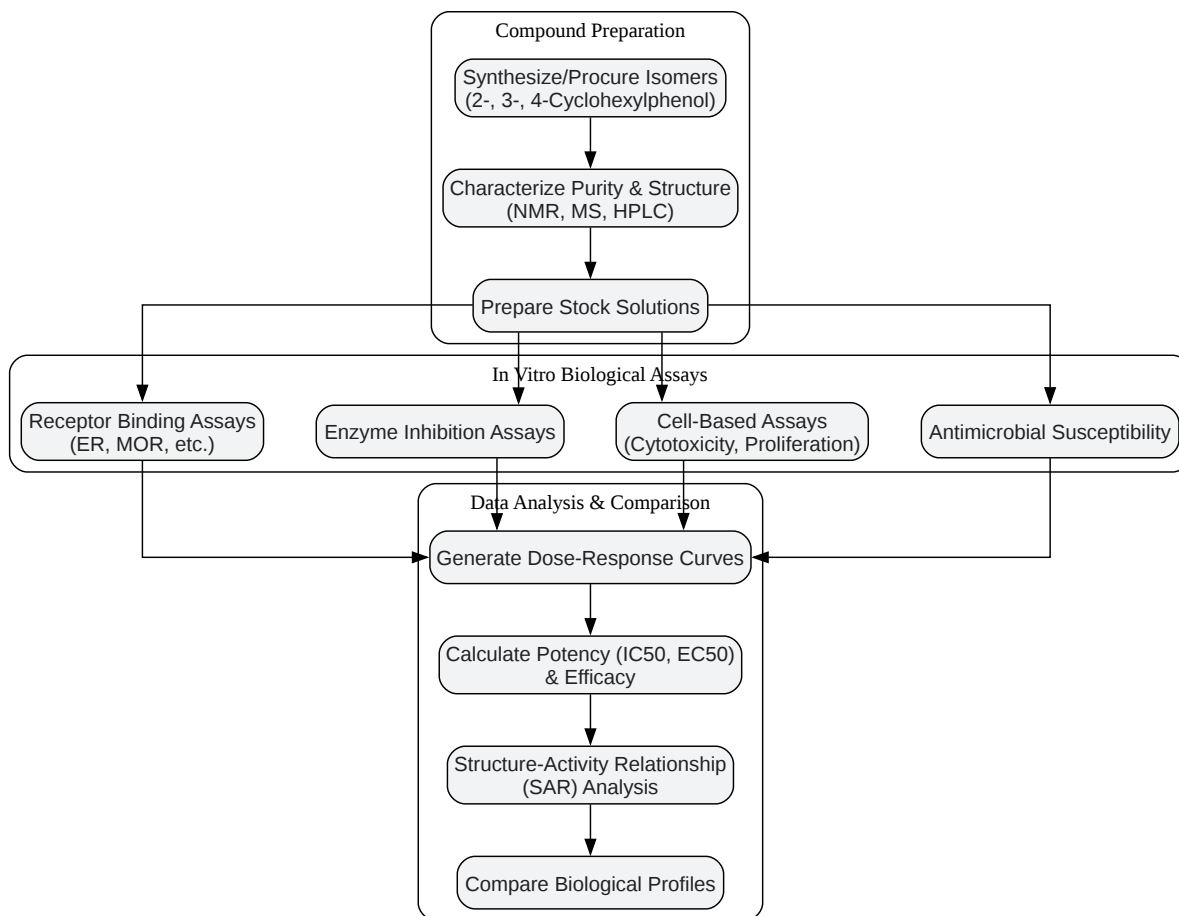 Compound Preparation
Synthesize/Procure Isomers
(2-, 3-, 4-Cyclohexylphenol)
Characterize Purity & Structure
(NMR, MS, HPLC)
Prepare Stock Solutions
In Vitro Biological Assays
Receptor Binding Assays
(ER, MOR, etc.)
Enzyme Inhibition Assays
Cell-Based Assays
(Cytotoxicity, Proliferation)
Antimicrobial Susceptibility
Data Analysis & Comparison
Generate Dose-Response Curves
Calculate Potency (IC50, EC50)
& Efficacy
Structure-Activity Relationship
(SAR) Analysis
Compare Biological Profiles